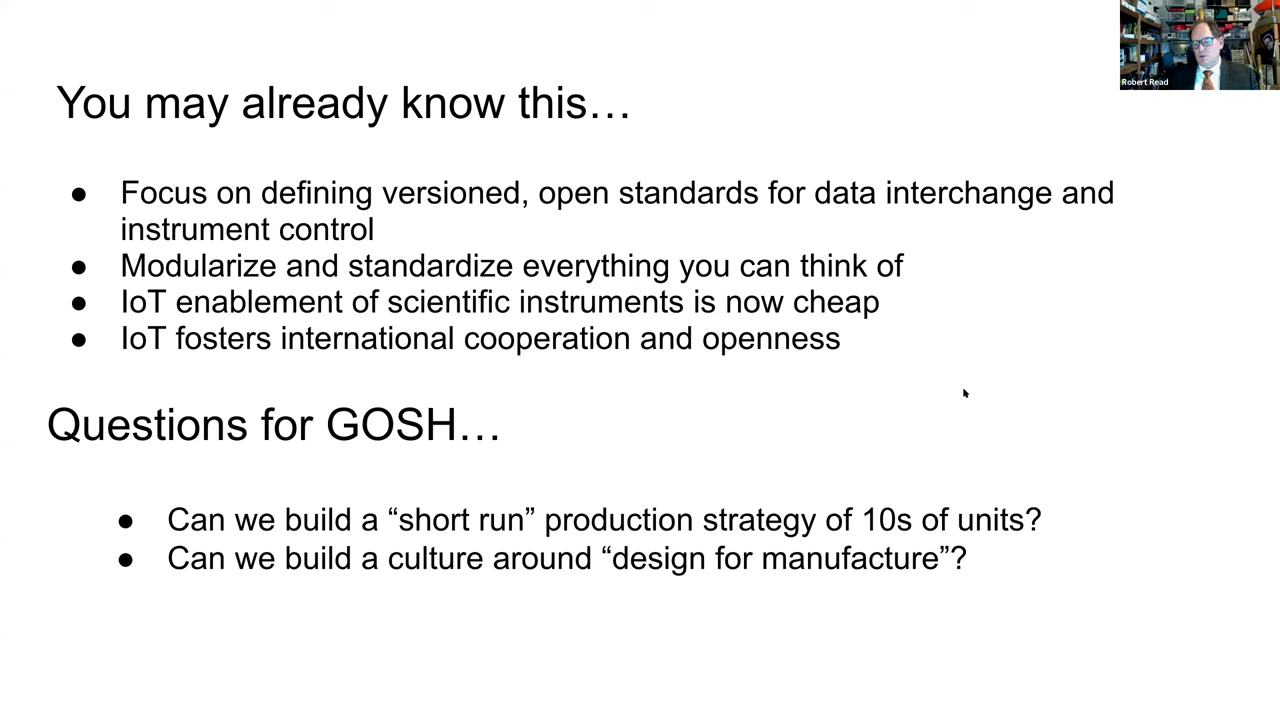 Robert Read
You may already know this…
● Focus on defining versioned, open standards for data interchange and
instrument control
● Modularize and standardize everything you can think of
● IoT enablement of scientific instruments is now cheap
● IoT fosters international cooperation and openness
Questions for GOSH…
● Can we build a “short run” production strategy of 10s of units?
● Can we build a culture around “design for manufacture”?